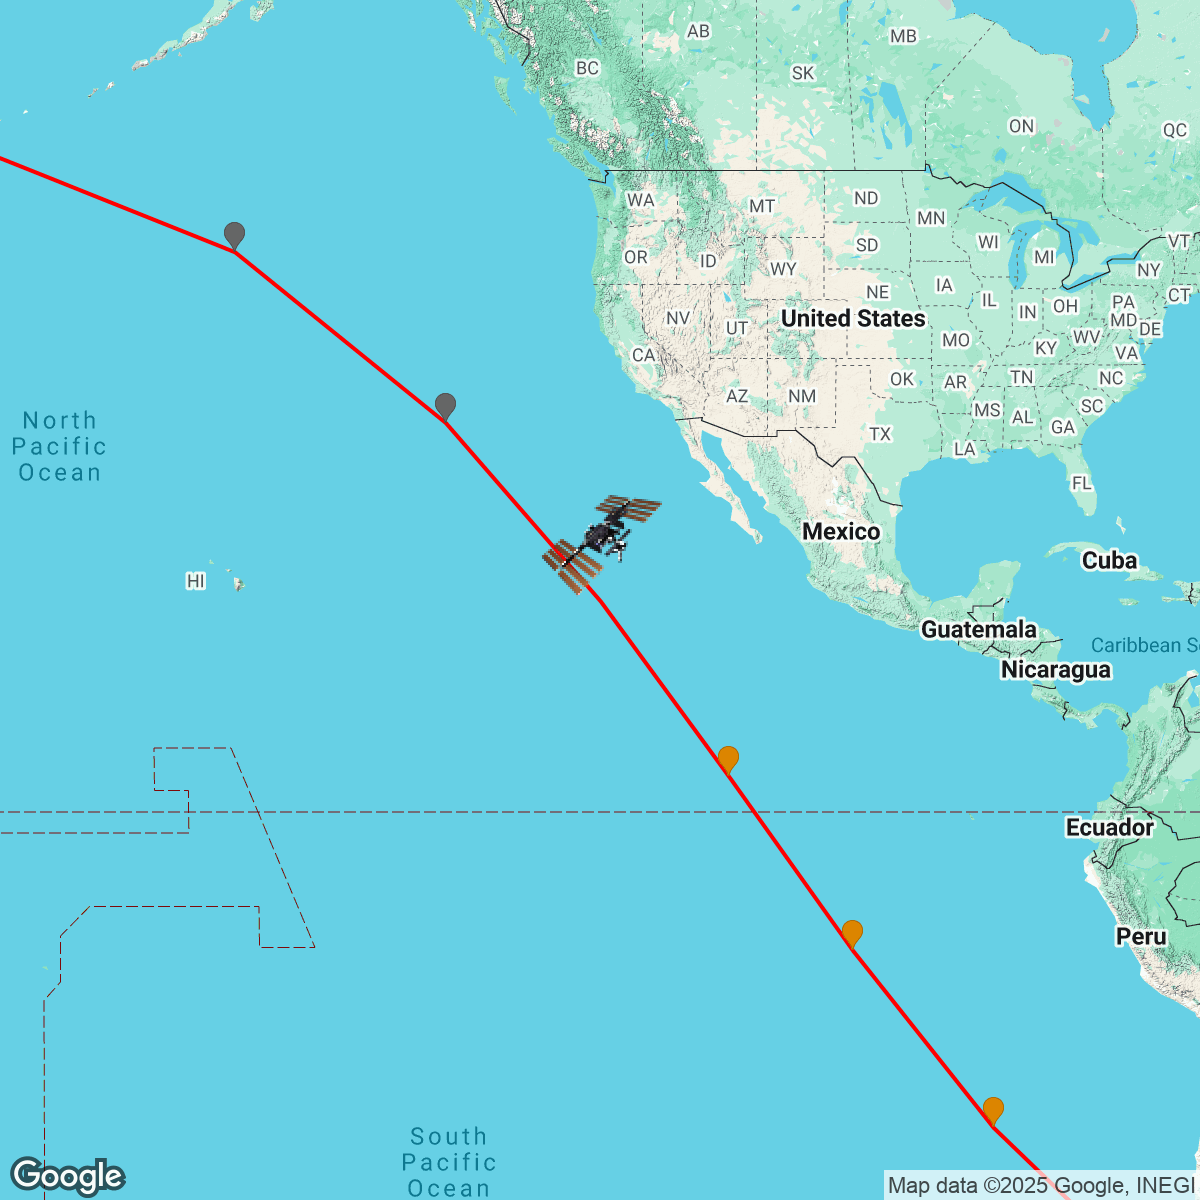 AB
MB
BC
SK
ON
QC
WA
MT
ND
MN
OR
ID
WY
SD
WI
MI
VT
NY
NV
UT
NE
IA
IL
IN
OH
PA
CT
United States
MD
DE
CA
MO
KY
WV
VA
AZ
NM
OK
AR
TN
NC
North
Pacific
Ocean
TX
MS
AL
GA
SC
LA
FL
Mexico
Cuba
HI
Guatemala
Caribbean S
Nicaragua
Ecuador
Peru
South
Pacific
Ocean
Google
Map data ©2025 Google, INEGI